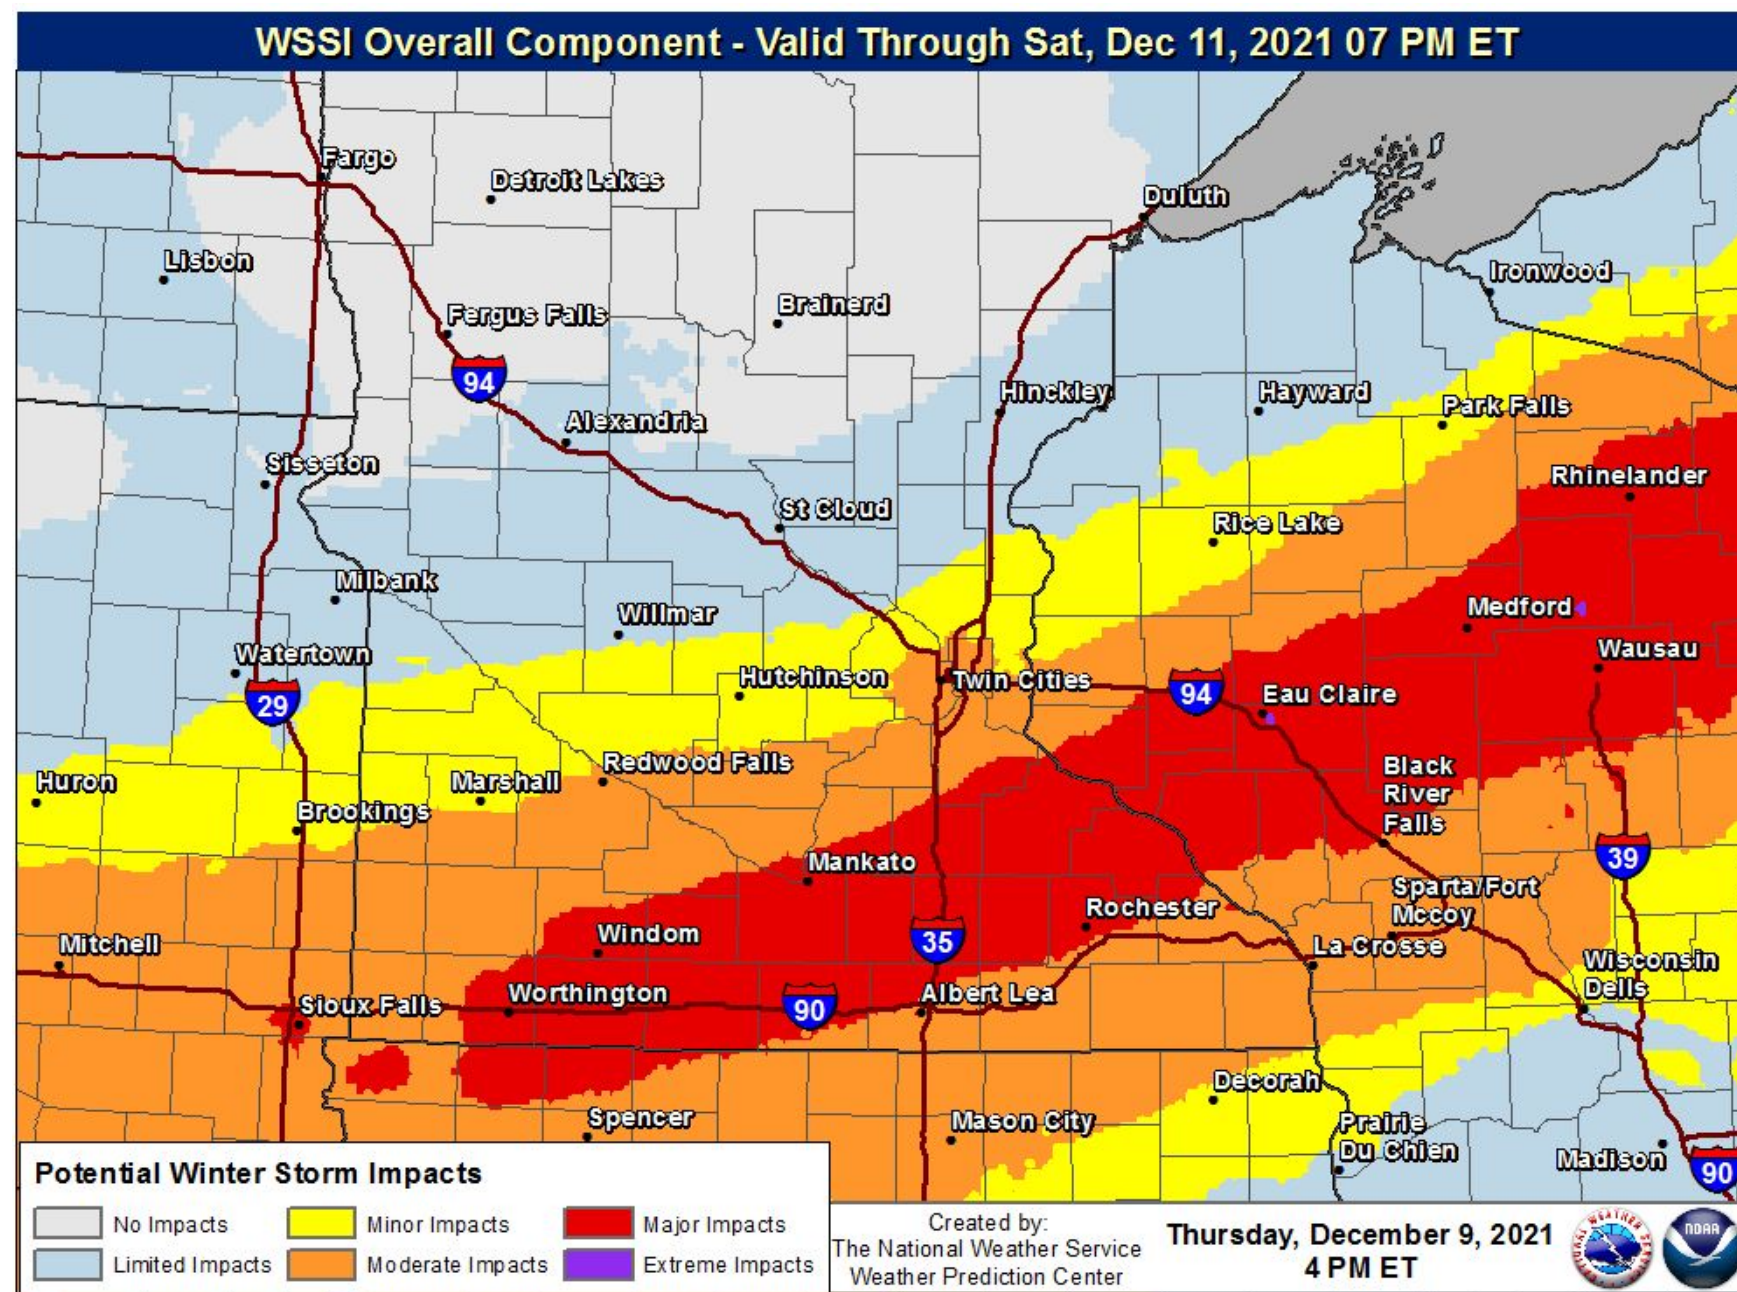 WSSI Overall Component - Valid Through Sat, Dec 11, 2021 07 PM ET
Fargo
Detroit Lakes
Duluth
Lisbon
Ironwood
Brainerd
Fergus Falls
94
Hinckley
Hayward
Park Falls
Alexandria
Sisseton
Rhinelander
St Cloud
Rice Lake
Milbank
Willmar
Medford
Watertown
Wausau
Hutchinson
Twin Cities
29
94
Eau Claire
Redwood Falls
Black
River
Falls
Huron
Marshall
Brookings
39
Mankato
Sparta/Fort
Mccoy
Rochester
Windom
35
Mitchell
La Crosse
Wisconsin
Dells
Sioux Falls
Worthington
90
Albert Lea
Decorah
Spencer
Mason City
Prairie
Du Chien
Madison
90
Potential Winter Storm Impacts
No Impacts
Minor Impacts
Major Impacts
Limited Impacts
Moderate Impacts
Extreme Impacts
Created by:
The National Weather Service
Weather Prediction Center
Thursday, December 9, 2021
4 PM ET
NOAA